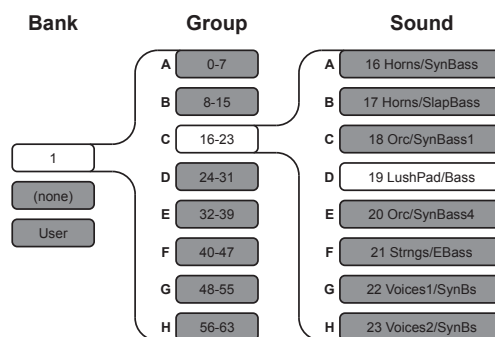 Bank Group Sound
A 0-7 A 16 Horns/SynBass
B 8-15 B 17 Horns/SlapBass
1 C 16-23 C 18 Orc/SynBass1
D 24-31 D 19 LushPad/Bass
(none) E 32-39 E 20 Orc/SynBass4
User F 40-47 F 21 Strngs/EBass
G 48-55 G 22 Voices1/SynBs
H 56-63 H 23 Voices2/SynBs